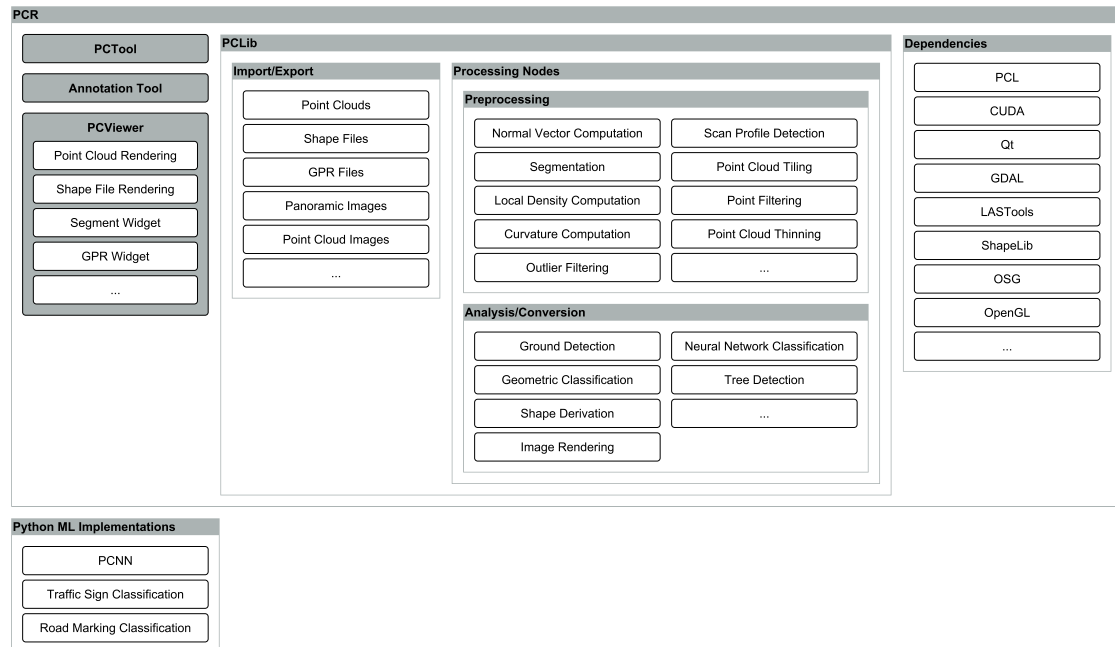 PCR
PCTool
Annotation Tool
PCViewer
Point Cloud Rendering
Shape File Rendering
Segment Widget
GPR Widget
...
PCLib
Import/Export
Point Clouds
Shape Files
GPR Files
Panoramic Images
Point Cloud Images
...
Processing Nodes
Preprocessing
Normal Vector Computation
Segmentation
Local Density Computation
Curvature Computation
Outlier Filtering
Scan Profile Detection
Point Cloud Tiling
Point Filtering
Point Cloud Thinning
...
Analysis/Conversion
Ground Detection
Geometric Classification
Shape Derivation
Image Rendering
Neural Network Classification
Tree Detection
...
Dependencies
PCL
CUDA
Qt
GDAL
LASTools
ShapeLib
OSG
OpenGL
...
Python ML Implementations
PCNN
Traffic Sign Classification
Road Marking Classification